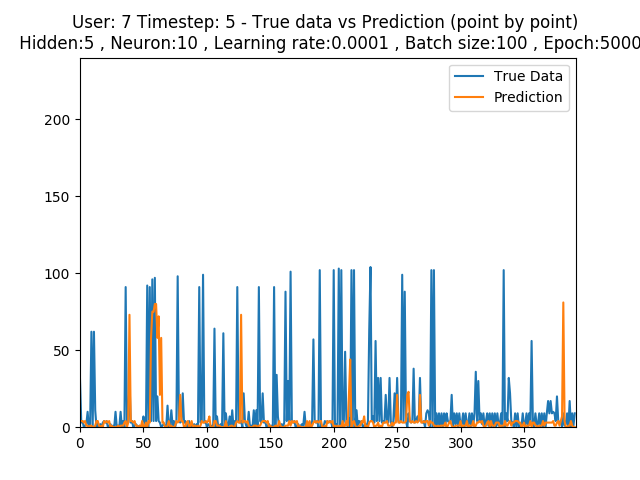 User: 7 Timestep: 5 - True data vs Prediction (point by point)
Hidden:5 , Neuron:10 , Learning rate:0.0001 , Batch size:100 , Epoch:5000
True Data
Prediction
200
150
100
50
0
0 50 100 150 200 250 300 350